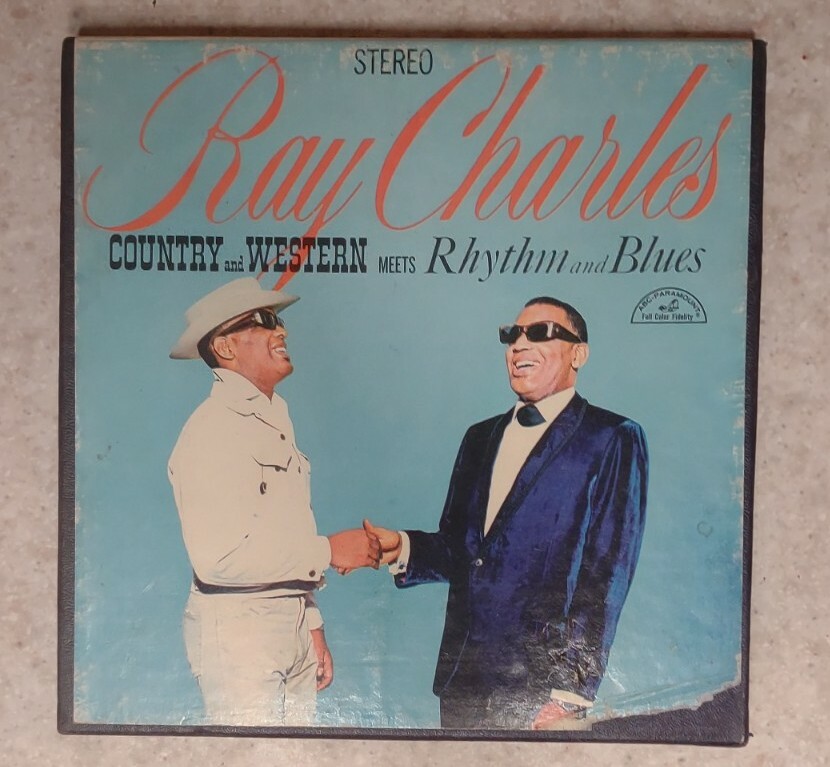 STEREO
Ray Charles
COUNTRY and WESTERN MEETS Rhythm and Blues
ABC-PARAMOUNT
Full Color Fidelity